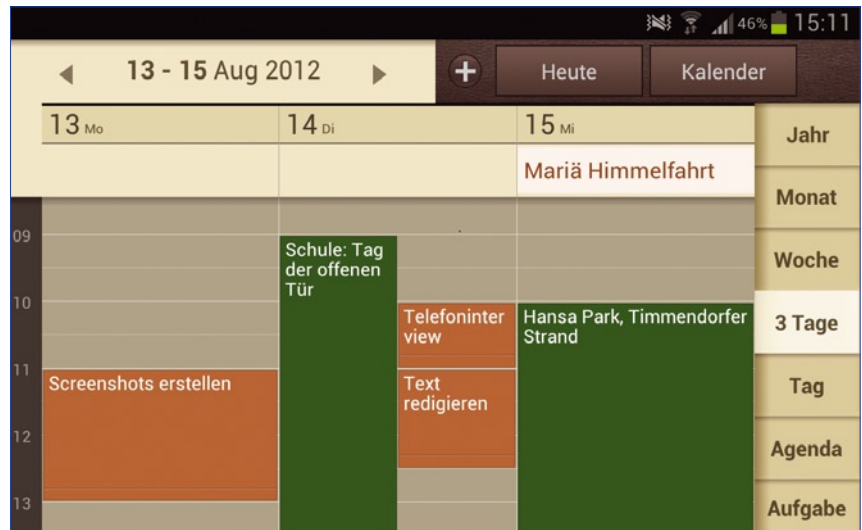 46% 15:11
13 - 15 Aug 2012
Heute
Kalender
13 Mo
14 Di
15 Mi
Mariä Himmelfahrt
Jahr
Monat
Woche
3 Tage
Tag
Agenda
Aufgabe
09
10
11
12
13
Screenshots erstellen
Schule: Tag
der offenen
Tür
Telefoninter
view
Text
redigieren
Hansa Park, Timmendorfer
Strand